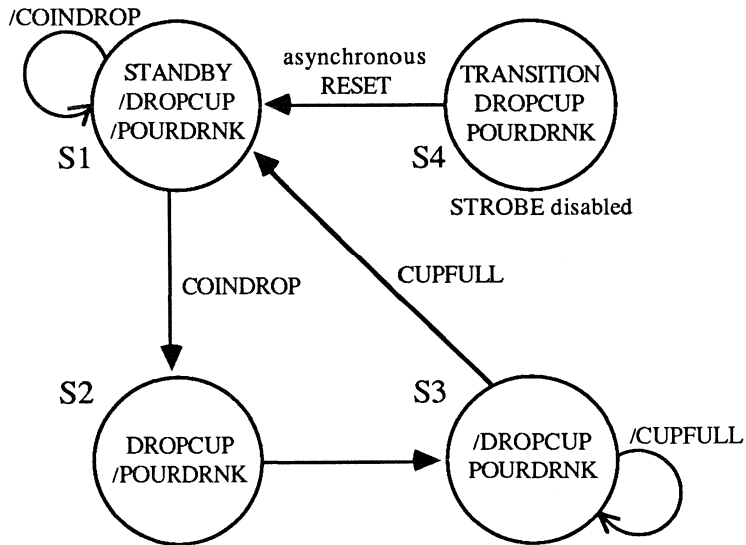 /COINDROP
STANDBY
/DROPCUP
/POURDRNK
S1
asynchronous
RESET
TRANSITION
DROPCUP
POURDRNK
S4
STROBE disabled
COINDROP
CUPFULL
S2
DROPCUP
/POURDRNK
S3
/DROPCUP
POURDRNK
/CUPFULL